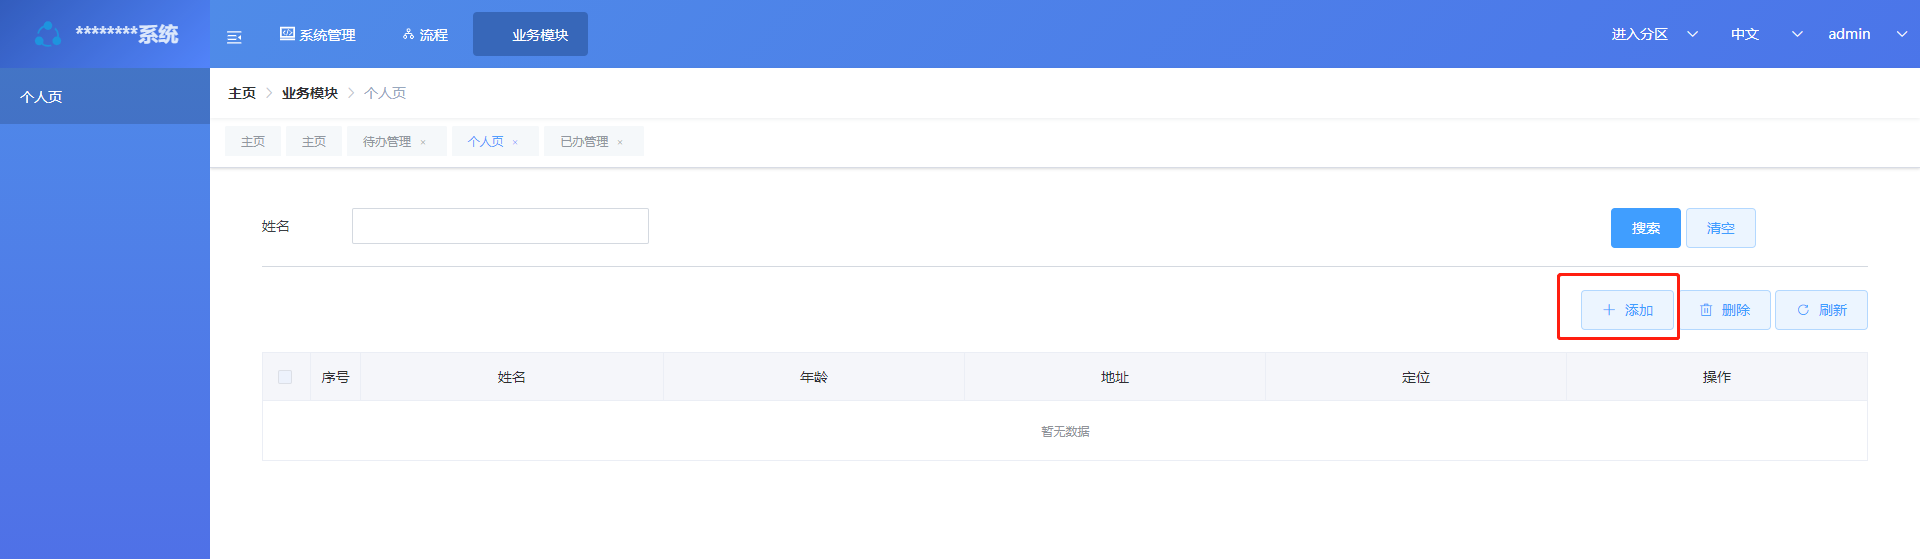 ********系统
系统管理 流程 业务模块 进入分区 中文 admin
个人页
主页 业务模块 个人页
主页 主页 待办管理 × 个人页 × 已办管理 ×
姓名 搜索 清空
添加 删除 刷新
序号 姓名 年龄 地址 定位 操作
暂无数据